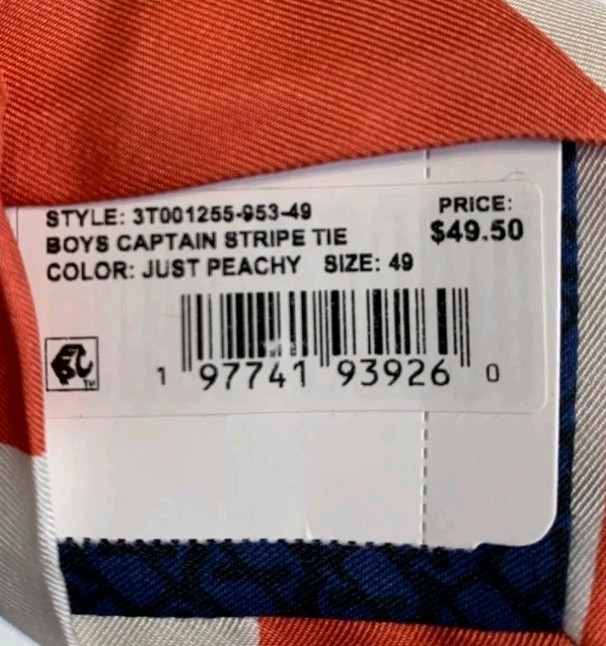 STYLE: 3T001255-953-49
BOYS CAPTAIN STRIPE TIE
COLOR: JUST PEACHY SIZE: 49
PRICE:
$49.50
1 97741 93926 0
TM